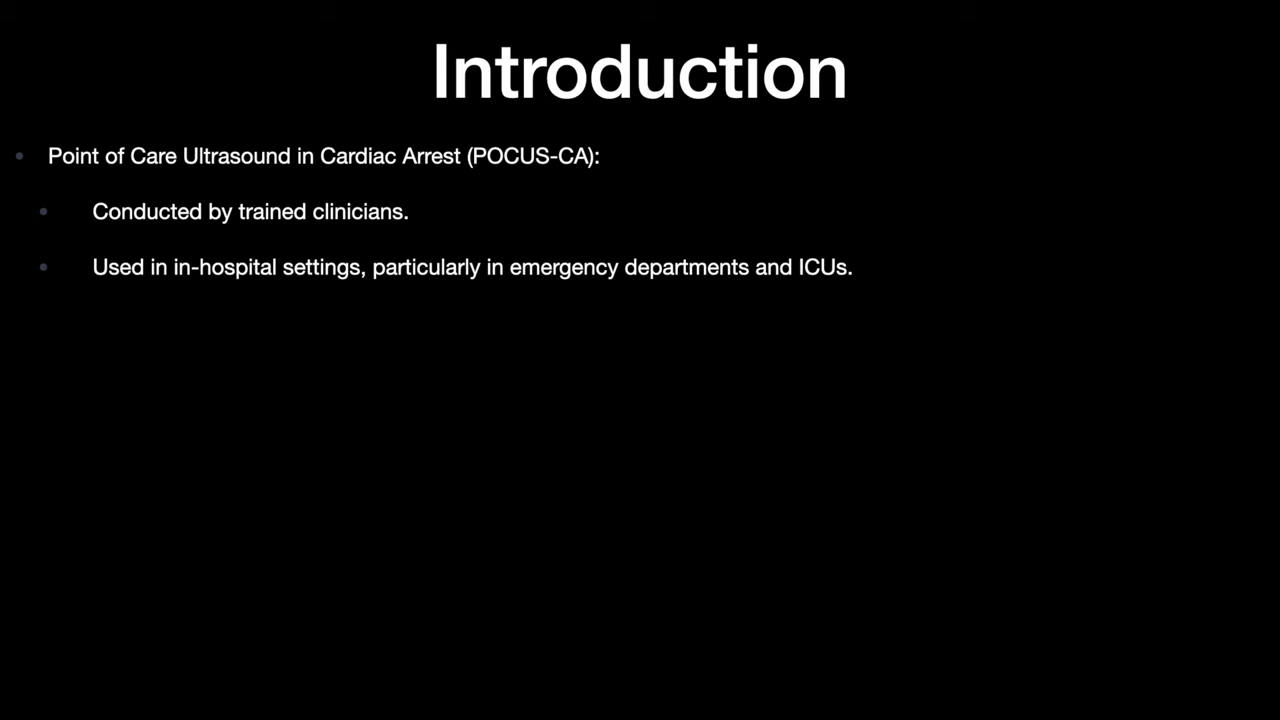 Introduction
Point of Care Ultrasound in Cardiac Arrest (POCUS-CA):
Conducted by trained clinicians.
Used in in-hospital settings, particularly in emergency departments and ICUs.